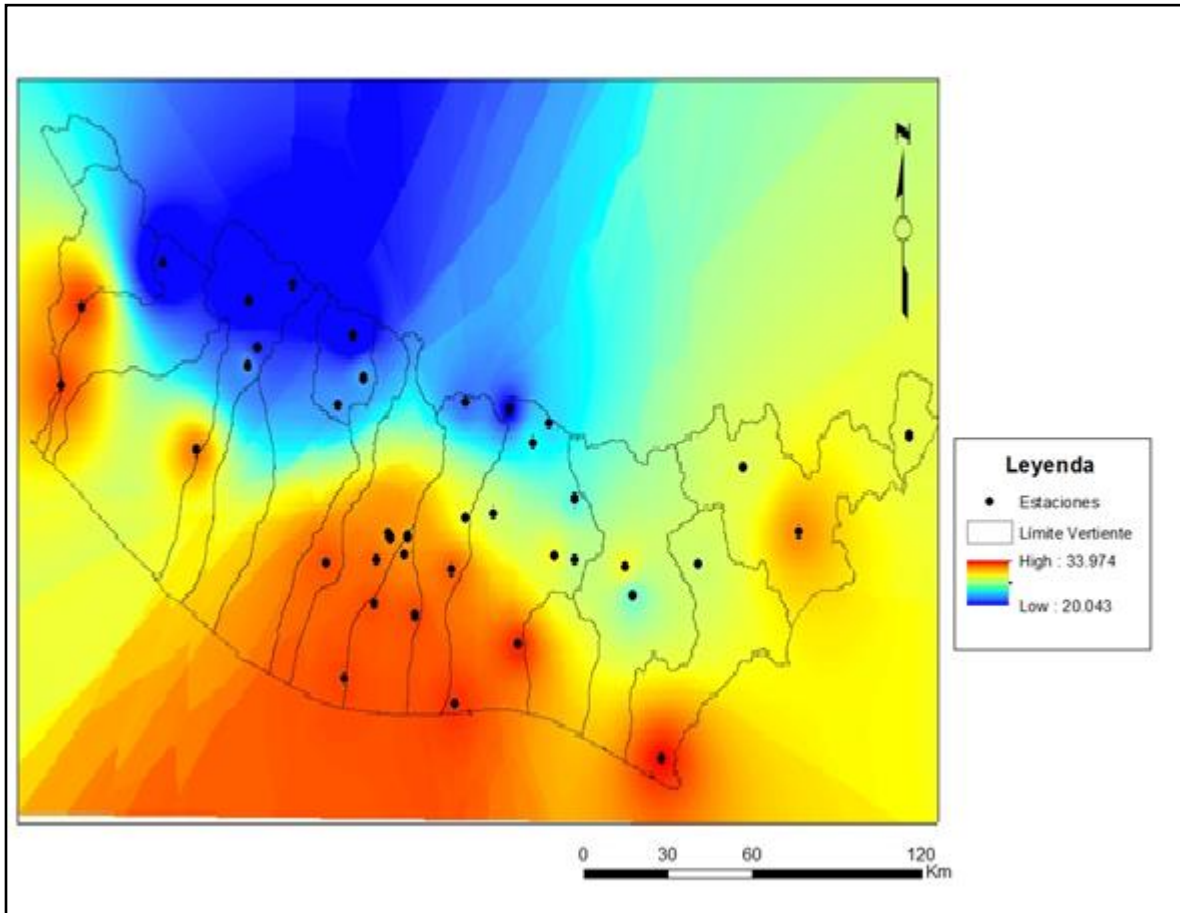 N
Leyenda
Estaciones
Límite Vertiente
High : 33.974
Low : 20.043
0 30 60 120
Km